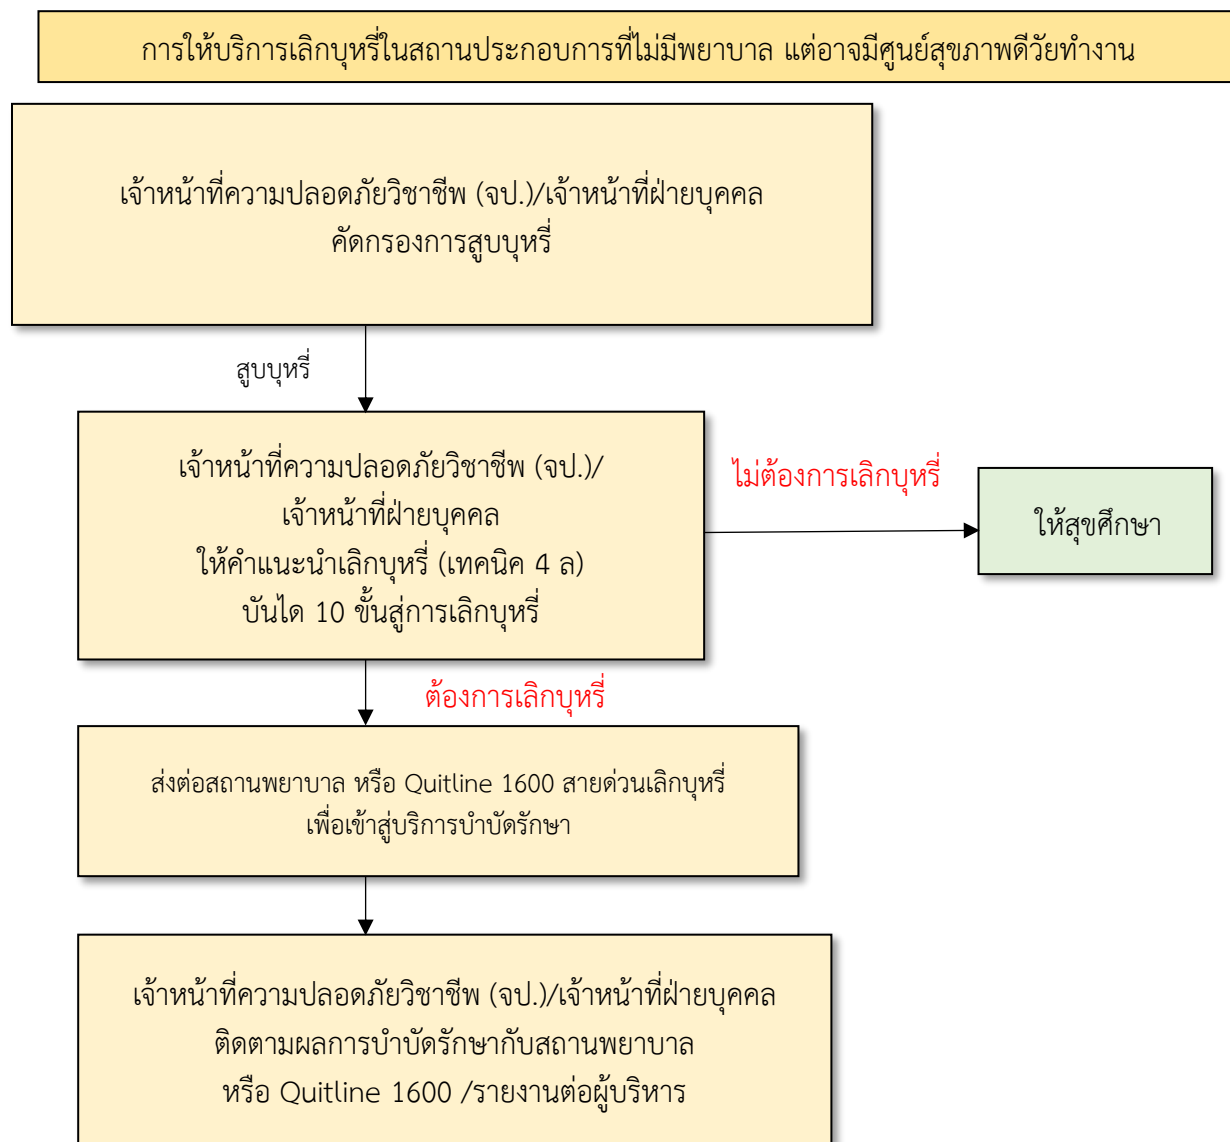 การให้บริการเลิกบุหรี่ในสถานประกอบการที่ไม่มีพยาบาล แต่อาจมีศูนย์สุขภาพดีวัยทำงาน
เจ้าหน้าที่ความปลอดภัยวิชาชีพ (จป.)/เจ้าหน้าที่ฝ่ายบุคคล
คัดกรองการสูบบุหรี่
สูบบุหรี่
เจ้าหน้าที่ความปลอดภัยวิชาชีพ (จป.)/
เจ้าหน้าที่ฝ่ายบุคคล
ให้คำแนะนำเลิกบุหรี่ (เทคนิค 4 ล)
บันได 10 ขั้นสู่การเลิกบุหรี่
ไม่ต้องการเลิกบุหรี่
ให้สุขศึกษา
ต้องการเลิกบุหรี่
ส่งต่อสถานพยาบาล หรือ Quitline 1600 สายด่วนเลิกบุหรี่
เพื่อเข้าสู่บริการบำบัดรักษา
เจ้าหน้าที่ความปลอดภัยวิชาชีพ (จป.)/เจ้าหน้าที่ฝ่ายบุคคล
ติดตามผลการบำบัดรักษากับสถานพยาบาล
หรือ Quitline 1600 /รายงานต่อผู้บริหาร